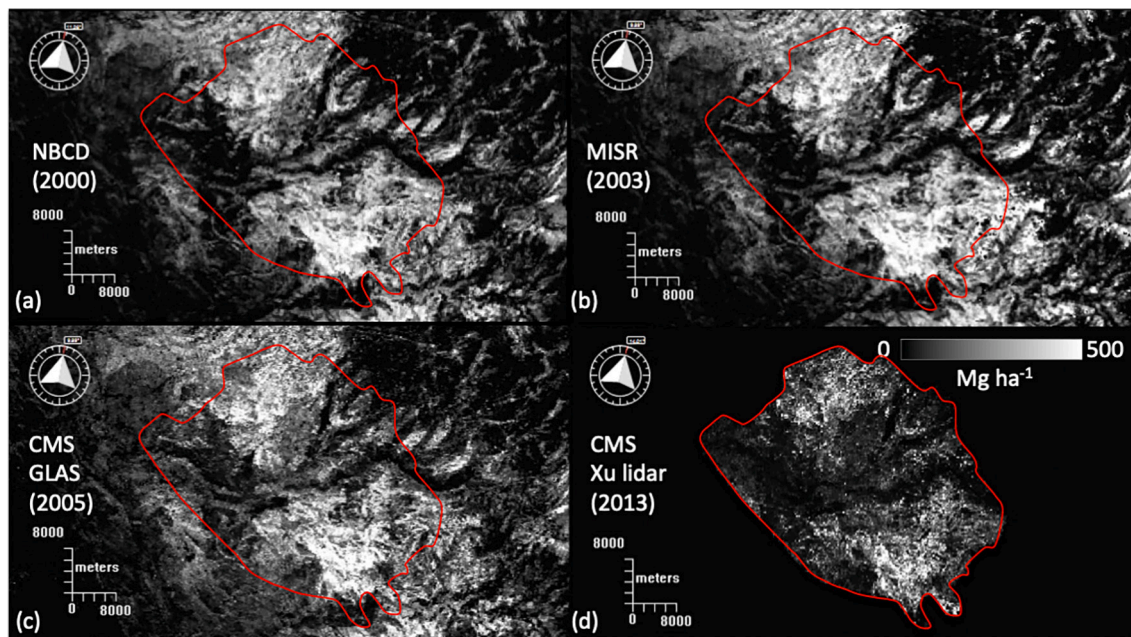 NBCD
(2000)
8000
meters
0 8000
(a)
MISR
(2003)
8000
meters
0 8000
(b)
CMS
GLAS
(2005)
8000
meters
0 8000
(c)
0 500
Mg ha⁻¹
CMS
Xu lidar
(2013)
8000
meters
0 8000
(d)